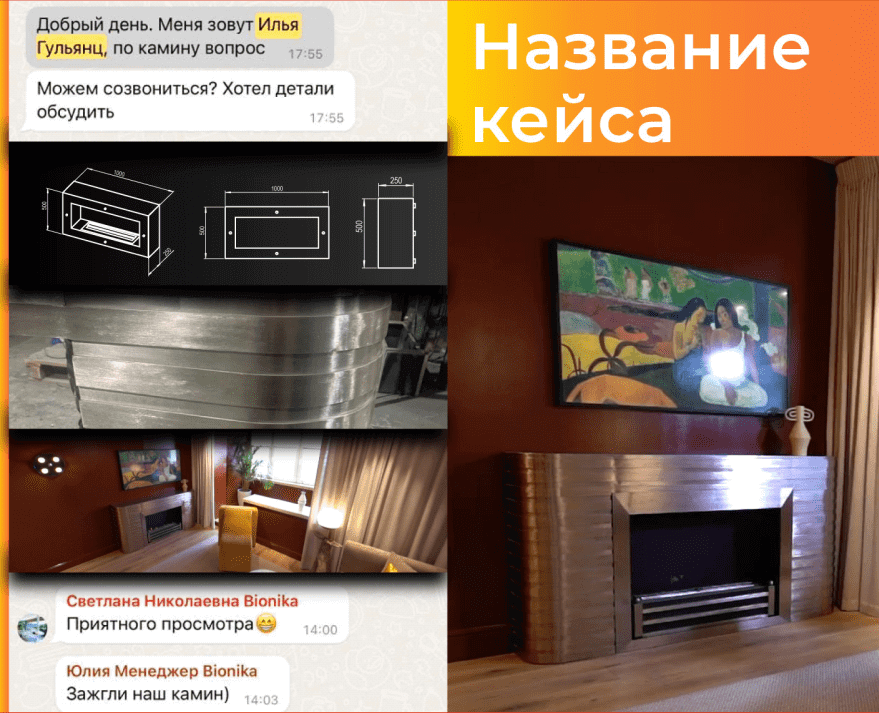 Добрый день. Меня зовут Илья
Гульянц, по камину вопрос
17:55
Можем созвониться? Хотел детали
обсудить
17:55
1000
500
250
1000
500
250
500
Светлана Николаевна Bionika
Приятного просмотра😁
14:00
Юлия Менеджер Bionika
Зажгли наш камин)
14:03
Название
кейса